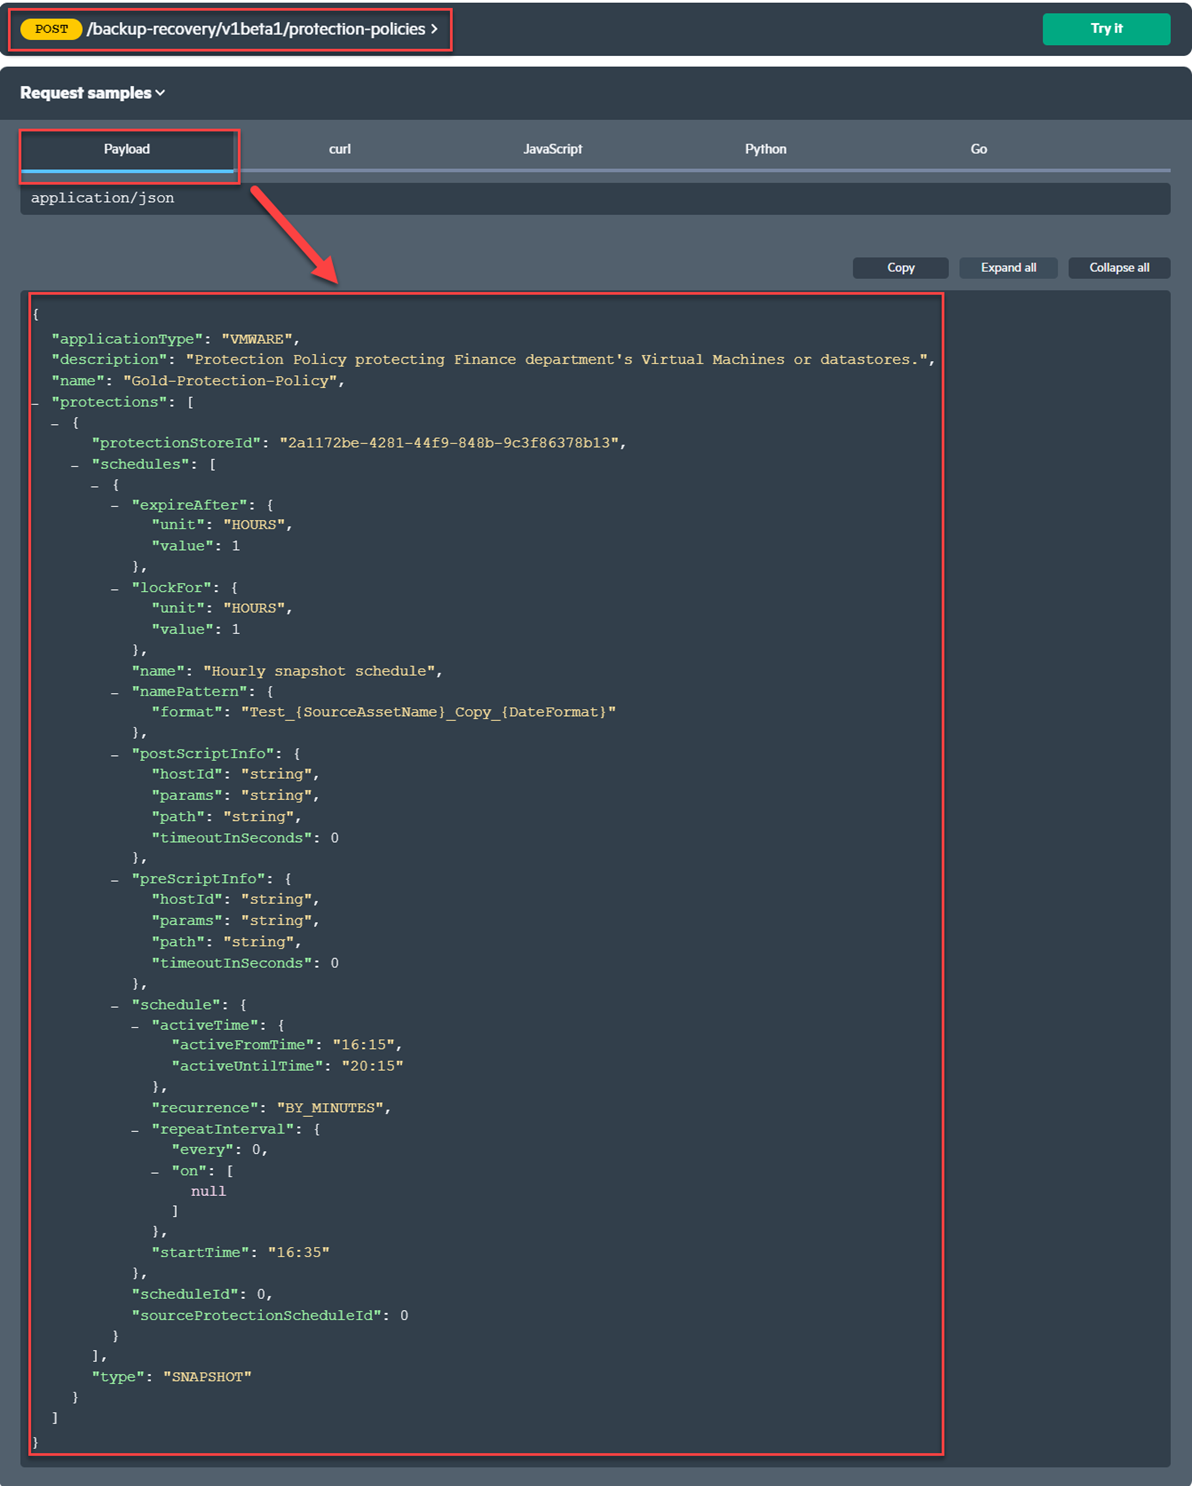 POST /backup-recovery/v1beta1/protection-policies >
Try it
Request samples
Payload curl JavaScript Python Go
application/json
Copy Expand all Collapse all
{
"applicationType": "VMWARE",
"description": "Protection Policy protecting Finance department's Virtual Machines or datastores.",
"name": "Gold-Protection-Policy",
– "protections": [
– {
"protectionStoreId": "2a1172be-4281-44f9-848b-9c3f86378b13",
– "schedules": [
– {
– "expireAfter": {
"unit": "HOURS",
"value": 1
},
– "lockFor": {
"unit": "HOURS",
"value": 1
},
"name": "Hourly snapshot schedule",
– "namePattern": {
"format": "Test_{SourceAssetName}_Copy_{DateFormat}"
},
– "postScriptInfo": {
"hostId": "string",
"params": "string",
"path": "string",
"timeoutInSeconds": 0
},
– "preScriptInfo": {
"hostId": "string",
"params": "string",
"path": "string",
"timeoutInSeconds": 0
},
– "schedule": {
– "activeTime": {
"activeFromTime": "16:15",
"activeUntilTime": "20:15"
},
"recurrence": "BY_MINUTES",
– "repeatInterval": {
"every": 0,
– "on": [
null
]
},
"startTime": "16:35"
},
"scheduleId": 0,
"sourceProtectionScheduleId": 0
}
],
"type": "SNAPSHOT"
}
]
}